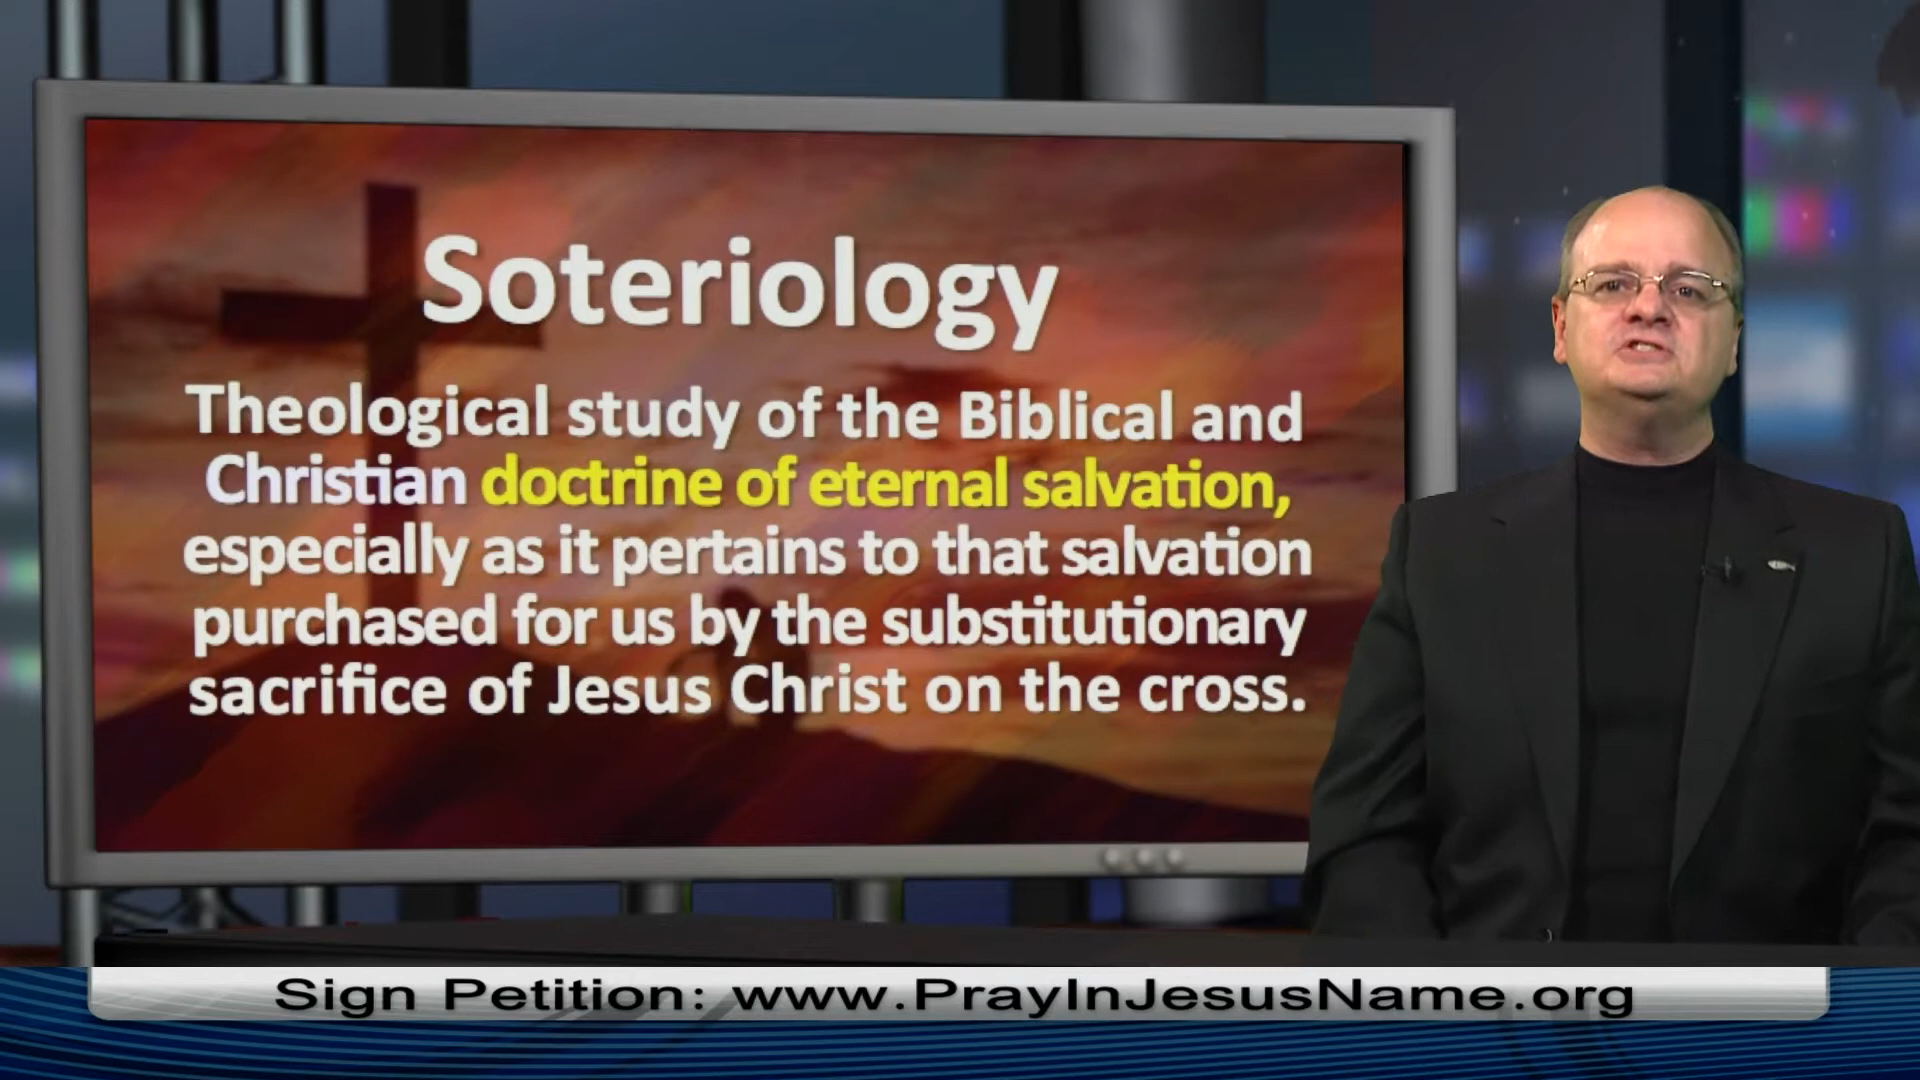 Soteriology
Theological study of the Biblical and
Christian doctrine of eternal salvation,
especially as it pertains to that salvation
purchased for us by the substitutionary
sacrifice of Jesus Christ on the cross.
Sign Petition: www.PrayInJesusName.org